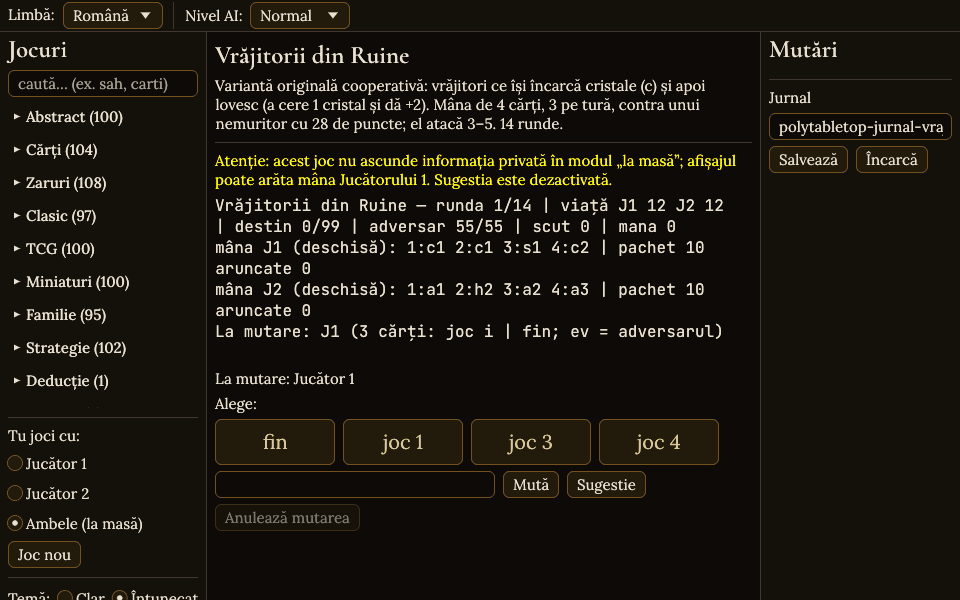 Limbă: Română ▼ Nivel AI: Normal ▼
Jocuri
caută... (ex. sah, carti)
▸ Abstract (100)
▸ Cărți (104)
▸ Zaruri (108)
▸ Clasic (97)
▸ TCG (100)
▸ Miniaturi (100)
▸ Familie (95)
▸ Strategie (102)
▸ Deducție (1)
Tu joci cu:
Jucător 1
Jucător 2
Ambele (la masă)
Joc nou
Temă: Clar Întunecat
Vrăjitorii din Ruine
Variantă originală cooperativă: vrăjitori ce își încarcă cristale (c) și apoi
lovesc (a cere 1 cristal și dă +2). Mâna de 4 cărți, 3 pe tură, contra unui
nemuritor cu 28 de puncte; el atacă 3–5. 14 runde.
Atenție: acest joc nu ascunde informația privată în modul „la masă”; afișajul
poate arăta mâna Jucătorului 1. Sugestia este dezactivată.
Vrăjitorii din Ruine — runda 1/14 | viață J1 12 J2 12
| destin 0/99 | adversar 55/55 | scut 0 | mana 0
mâna J1 (deschisă): 1:c1 2:c1 3:s1 4:c2 | pachet 10
aruncate 0
mâna J2 (deschisă): 1:a1 2:h2 3:a2 4:a3 | pachet 10
aruncate 0
La mutare: J1 (3 cărți: joc i | fin; ev = adversarul)
La mutare: Jucător 1
Alege:
fin joc 1 joc 3 joc 4
Mută Sugestie
Anulează mutarea
Mutări
Jurnal
polytabletop-jurnal-vra
Salvează Încarcă